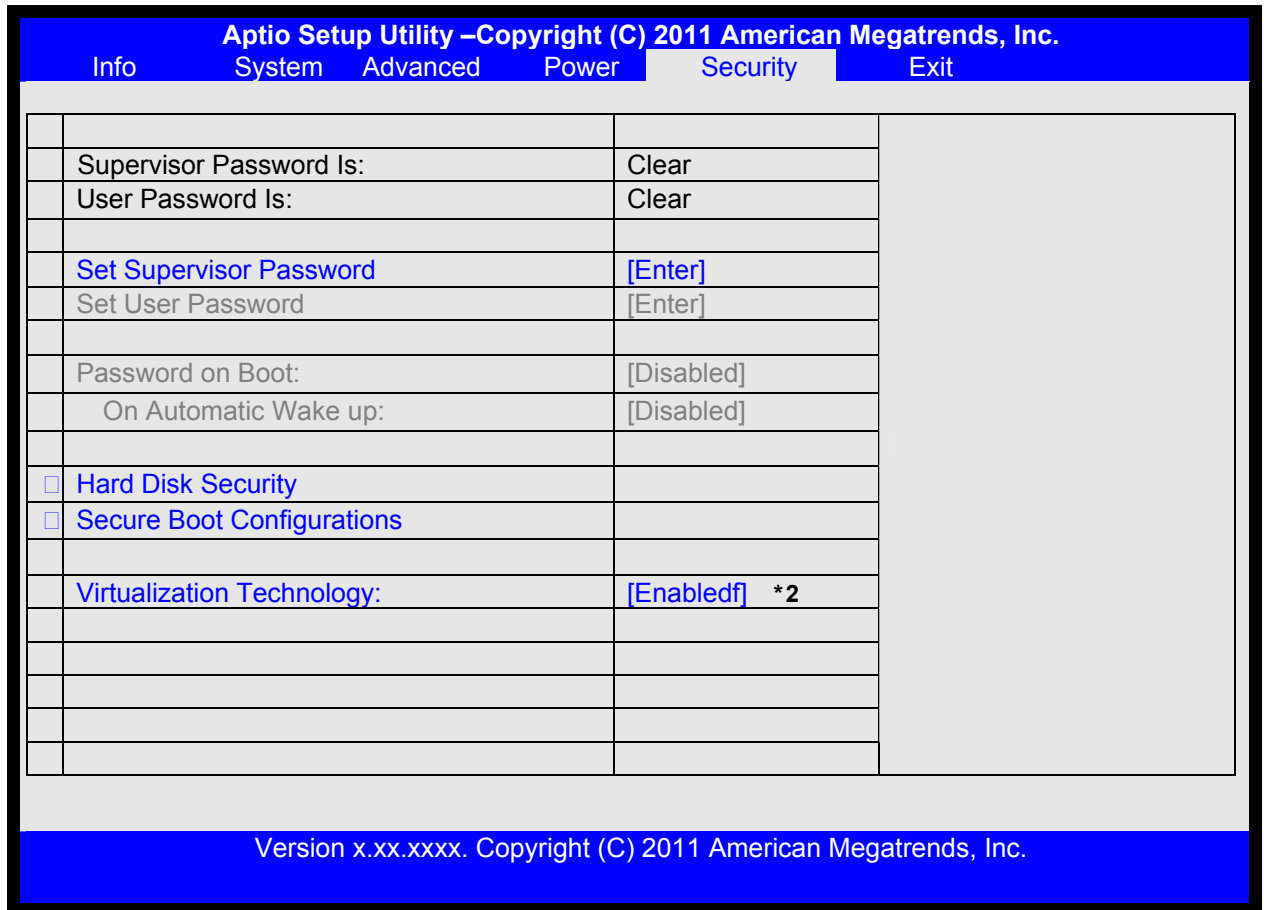 Aptio Setup Utility –Copyright (C) 2011 American Megatrends, Inc.
Info System Advanced Power Security Exit
Supervisor Password Is: Clear
User Password Is: Clear
Set Supervisor Password [Enter]
Set User Password [Enter]
Password on Boot: [Disabled]
On Automatic Wake up: [Disabled]
Hard Disk Security
Secure Boot Configurations
Virtualization Technology: [Enabledf] *2
Version x.xx.xxxx. Copyright (C) 2011 American Megatrends, Inc.